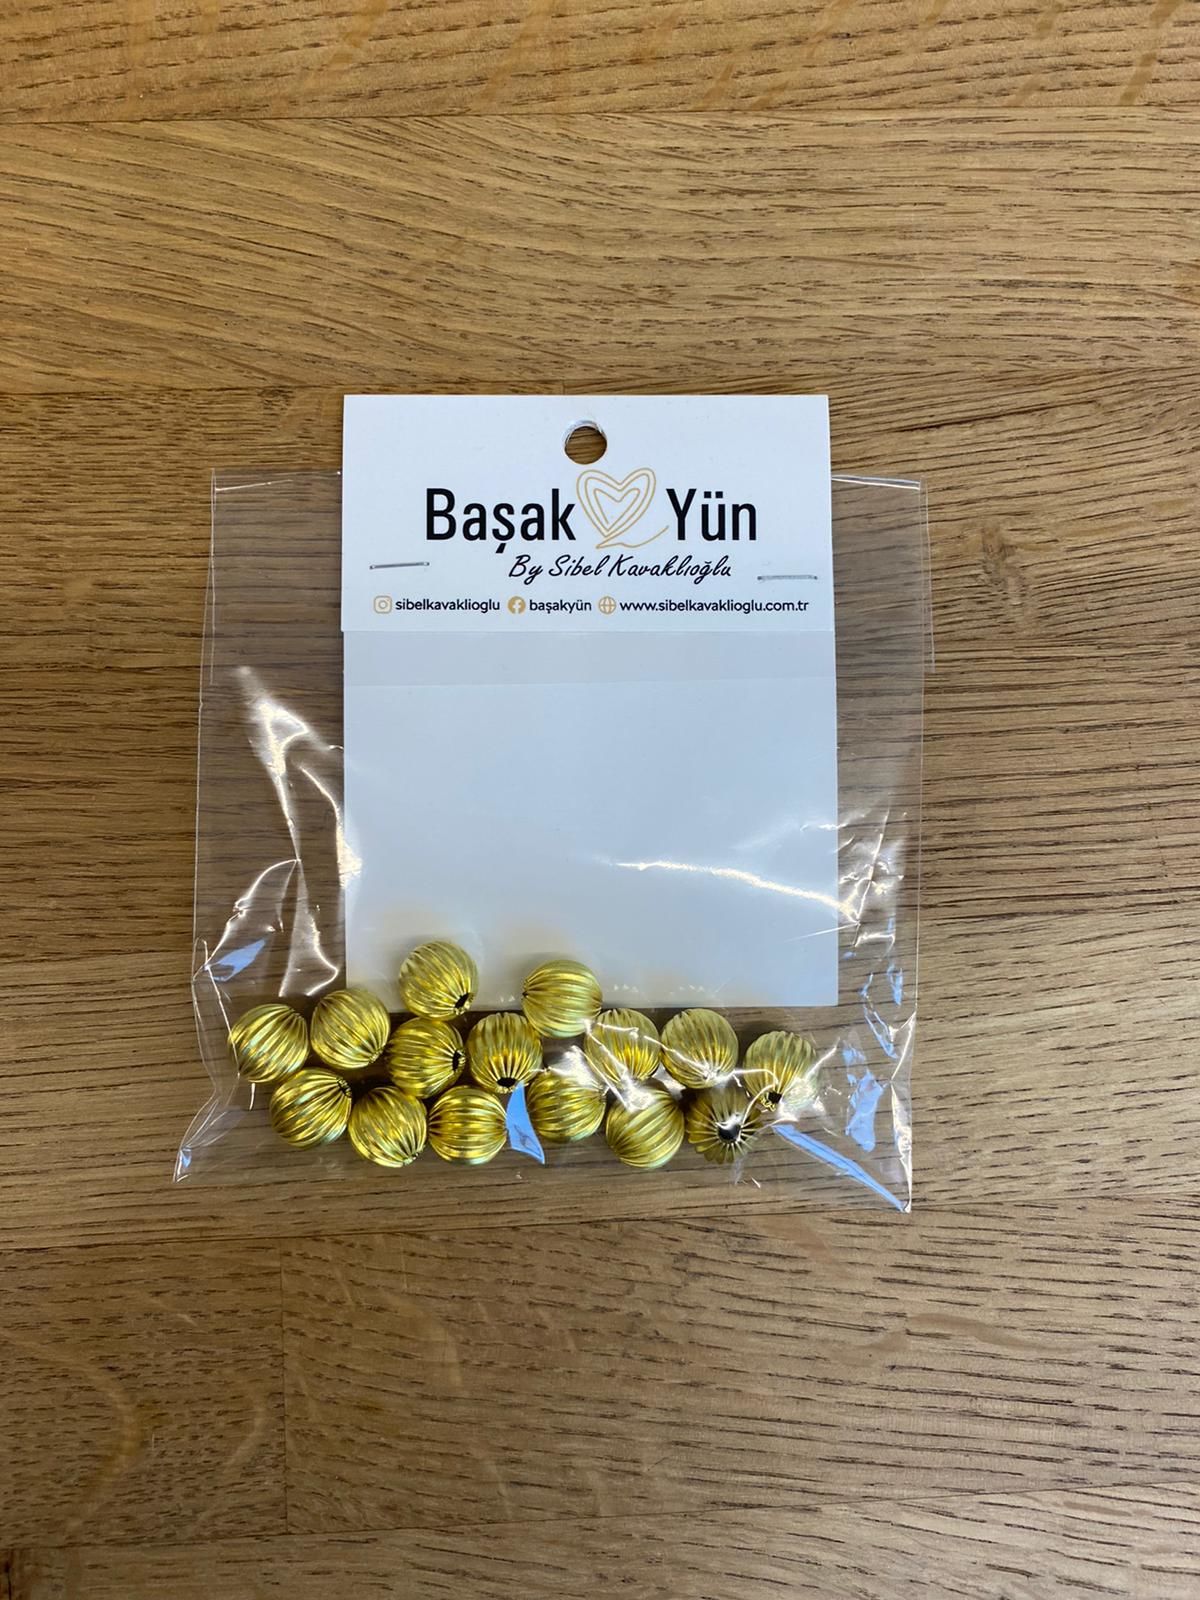 Başak Yün
By Sibel Kavaklıoğlu
sibelkavaklioglu başakyün www.sibelkavaklioglu.com.tr